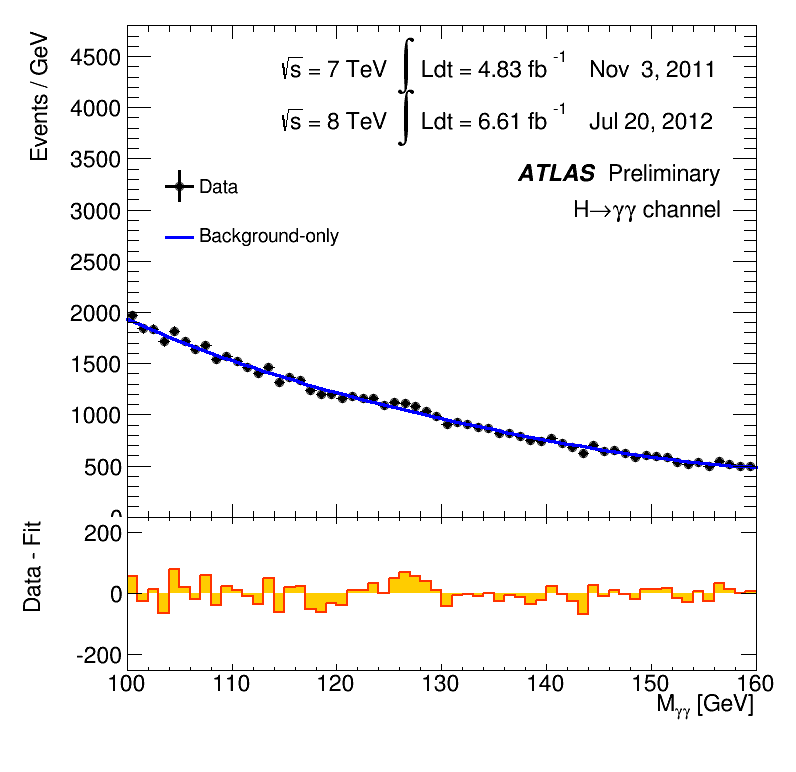 Events / GeV
4500
4000
3500
3000
2500
2000
1500
1000
500
0
√s = 7 TeV ∫ Ldt = 4.83 fb⁻¹ Nov 3, 2011
√s = 8 TeV ∫ Ldt = 6.61 fb⁻¹ Jul 20, 2012
ATLAS Preliminary
H→γγ channel
Data
Background-only
Data - Fit
200
0
-200
100 110 120 130 140 150 160
Mγγ [GeV]